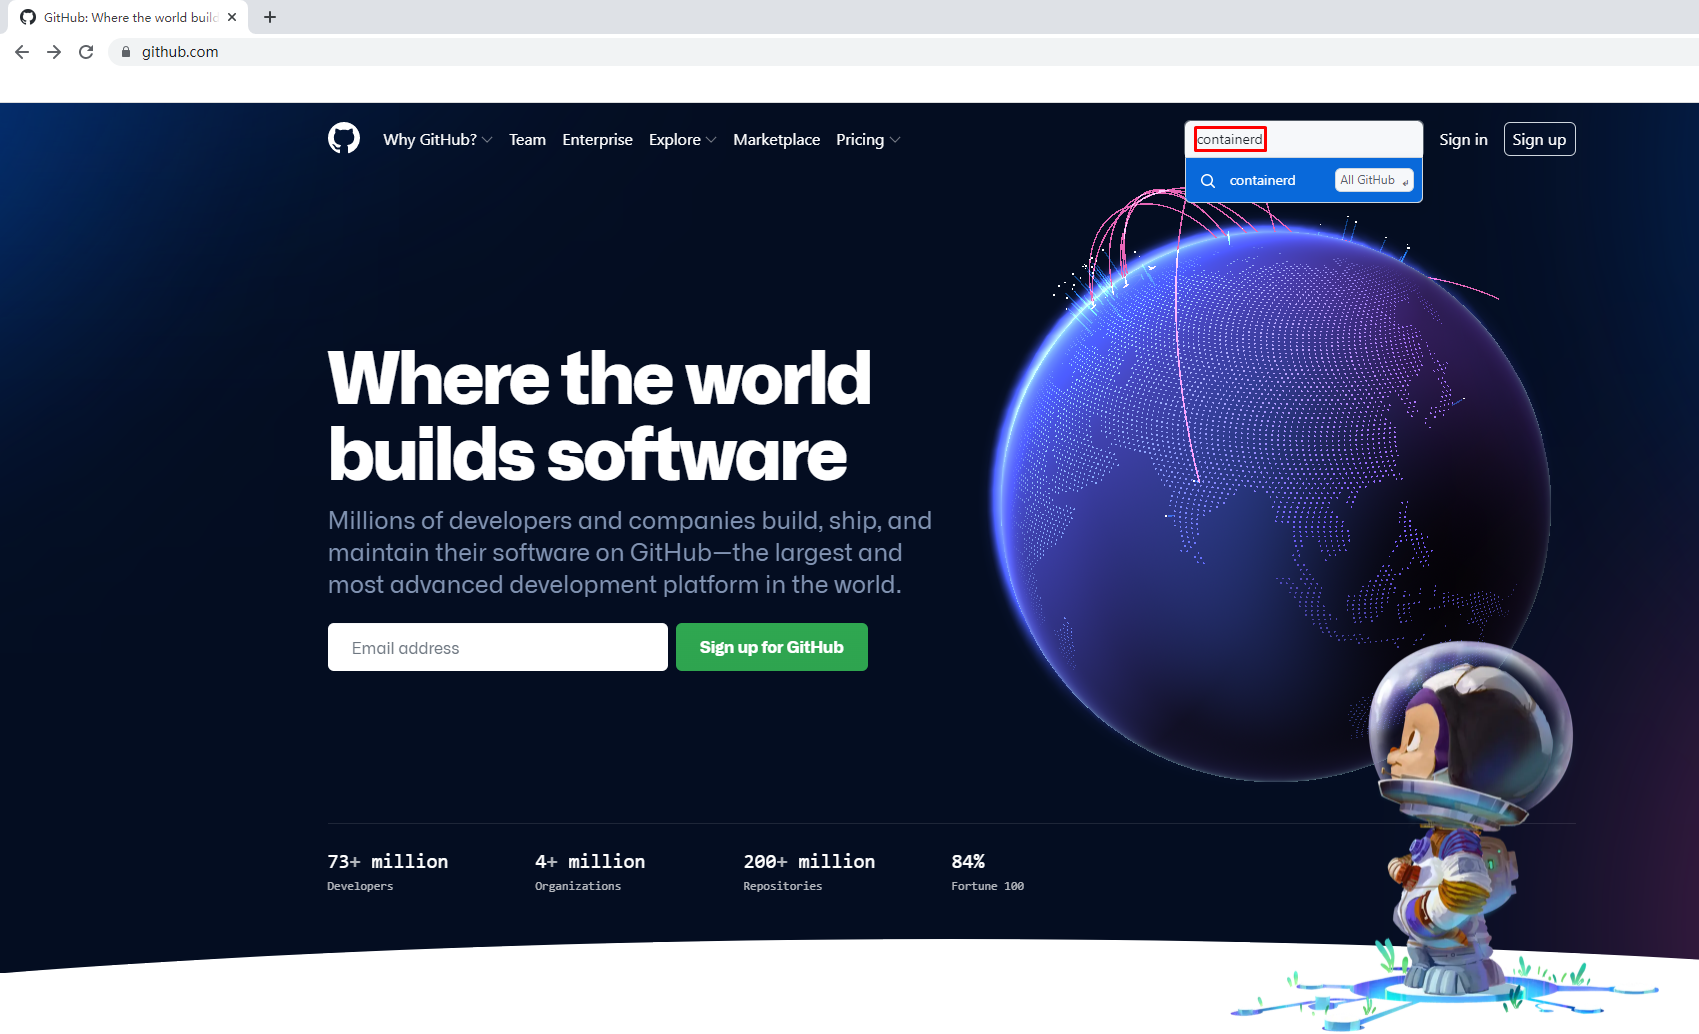 GitHub: Where the world build
github.com
Why GitHub? Team Enterprise Explore Marketplace Pricing
containerd
Sign in Sign up
containerd All GitHub
Where the world
builds software
Millions of developers and companies build, ship, and
maintain their software on GitHub—the largest and
most advanced development platform in the world.
Email address Sign up for GitHub
73+ million 4+ million 200+ million 84%
Developers Organizations Repositories Fortune 100